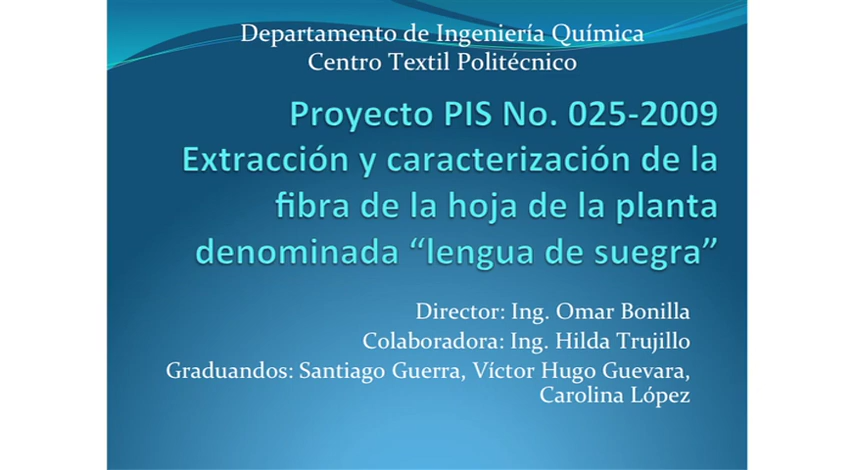 Departamento de Ingeniería Química
Centro Textil Politécnico
Proyecto PIS No. 025-2009
Extracción y caracterización de la
fibra de la hoja de la planta
denominada “lengua de suegra”
Director: Ing. Omar Bonilla
Colaboradora: Ing. Hilda Trujillo
Graduandos: Santiago Guerra, Víctor Hugo Guevara,
Carolina López